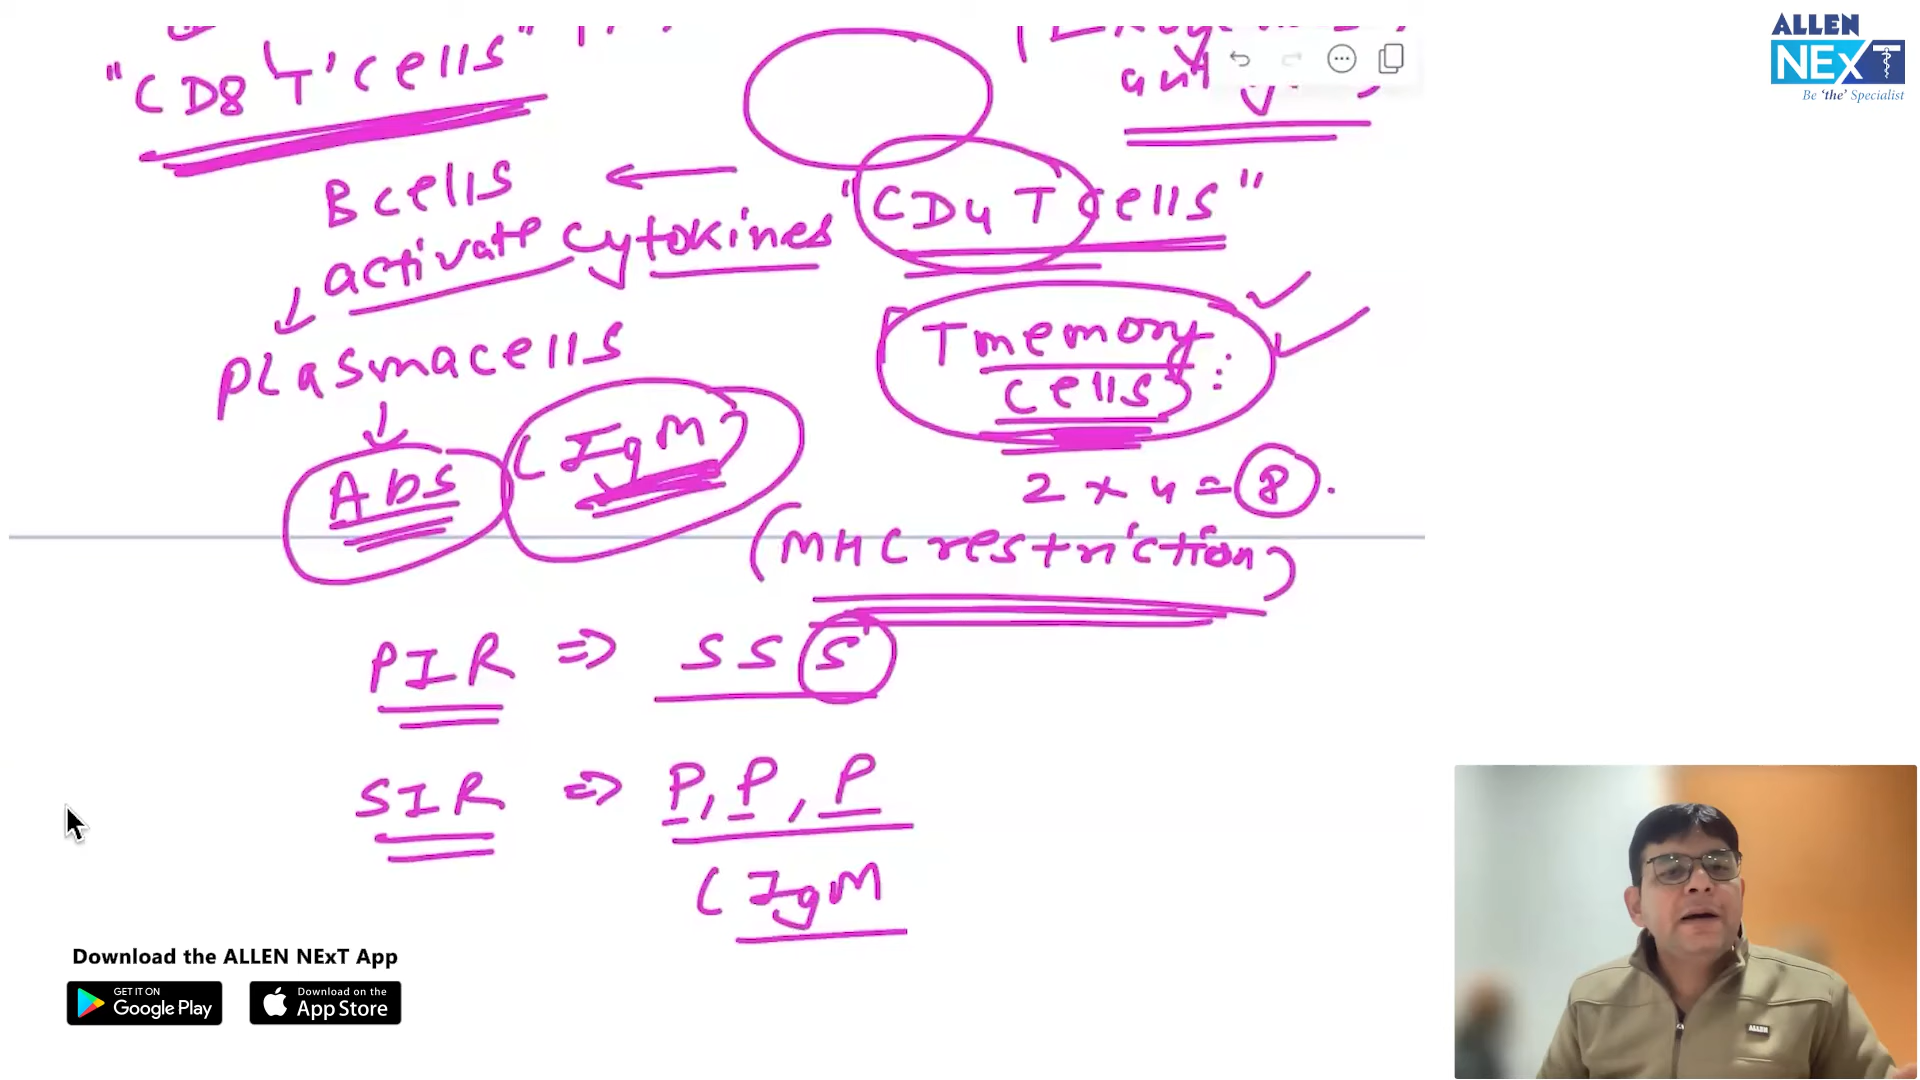 "CD8 'T' cells"
B cells
"CD4 T cells"
activate cytokines
Plasmacells
T memory
cells
Abs (IgM)
2 x 4 = 8.
(MHC restriction)
PIR => SSS
SIR => P, P, P
(IgM
ALLEN
NExT
Be 'the' Specialist
Download the ALLEN NExT App
GET IT ON
Google Play
Download on the
App Store
ALLEN